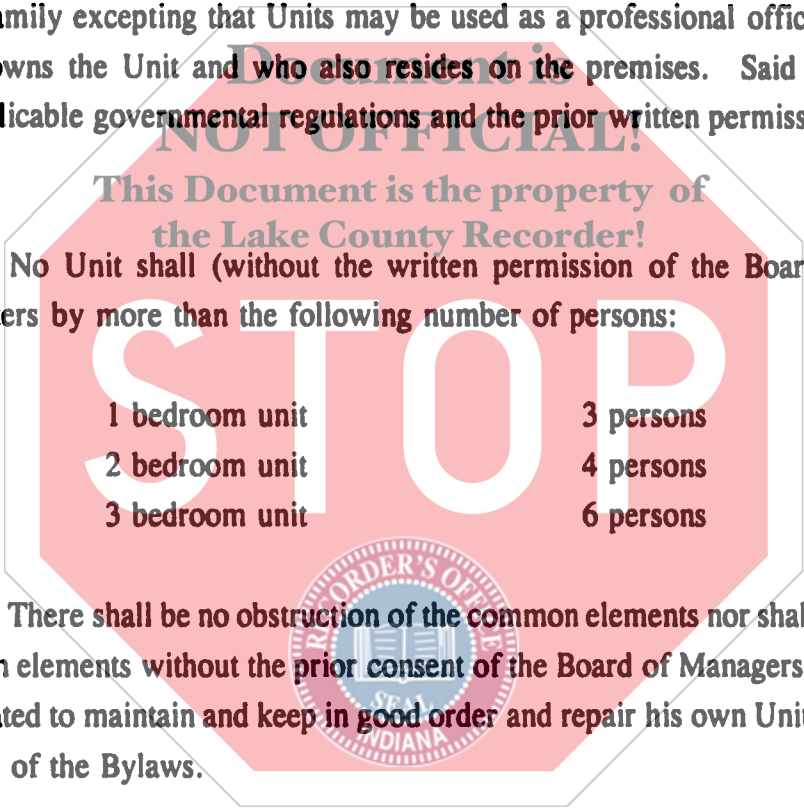 amily excepting that Units may be used as a professional offic
wns the Unit and who also resides on the premises. Said
Document is
licable governmental regulations and the prior written permiss
NOT OFFICIAL!
This Document is the property of
the Lake County Recorder!
No Unit shall (without the written permission of the Boar
ers by more than the following number of persons:
STOP
1 bedroom unit 3 persons
2 bedroom unit 4 persons
3 bedroom unit 6 persons
There shall be no obstruction of the common elements nor shal
n elements without the prior consent of the Board of Managers
ted to maintain and keep in good order and repair his own Unit
of the Bylaws.
RECORDER'S OFFICE
SEAL
INDIANA